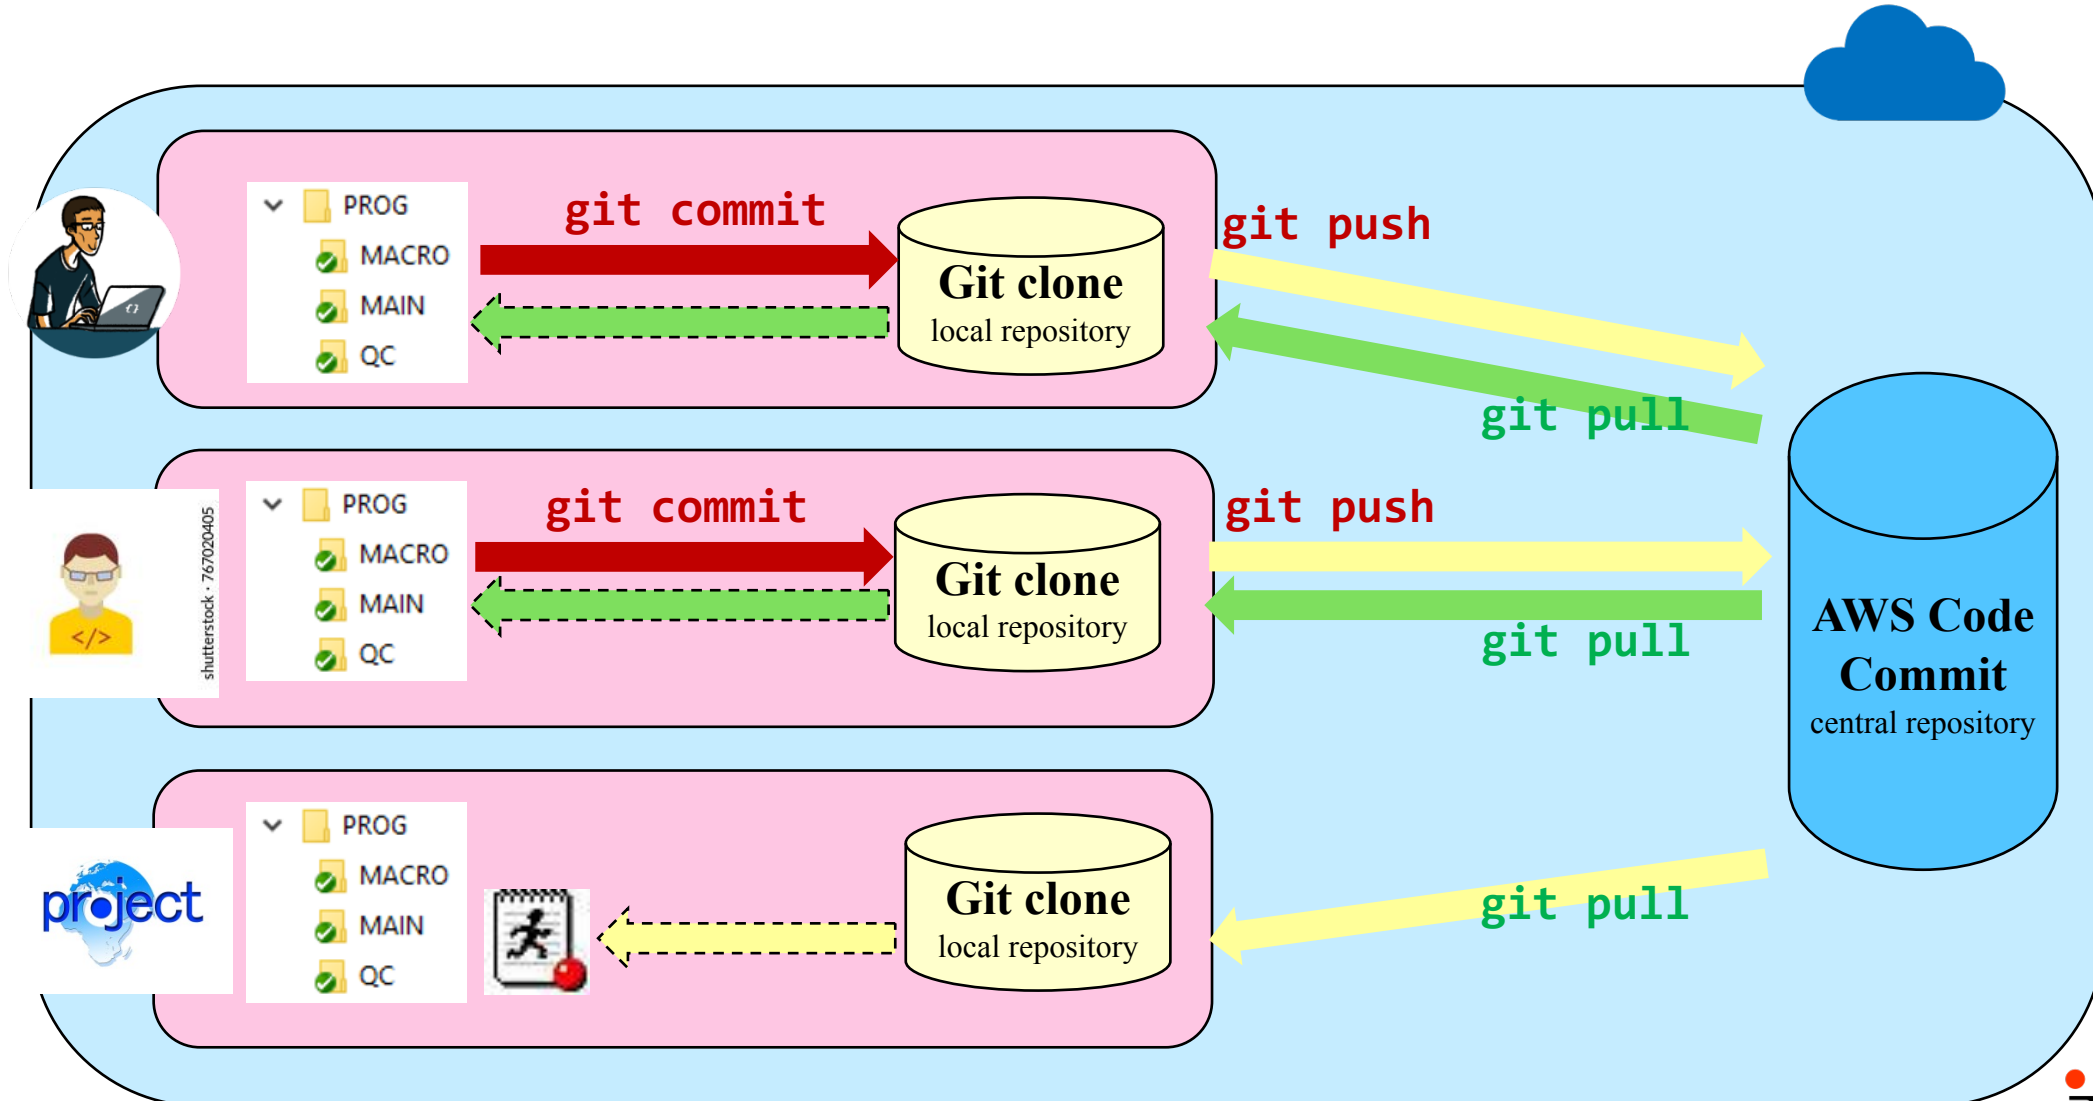 PROG
MACRO
MAIN
QC
git commit
Git clone
local repository
git push
git pull
shutterstock · 767020405
</>
PROG
MACRO
MAIN
QC
git commit
Git clone
local repository
git push
git pull
AWS Code
Commit
central repository
project
PROG
MACRO
MAIN
QC
Git clone
local repository
git pull